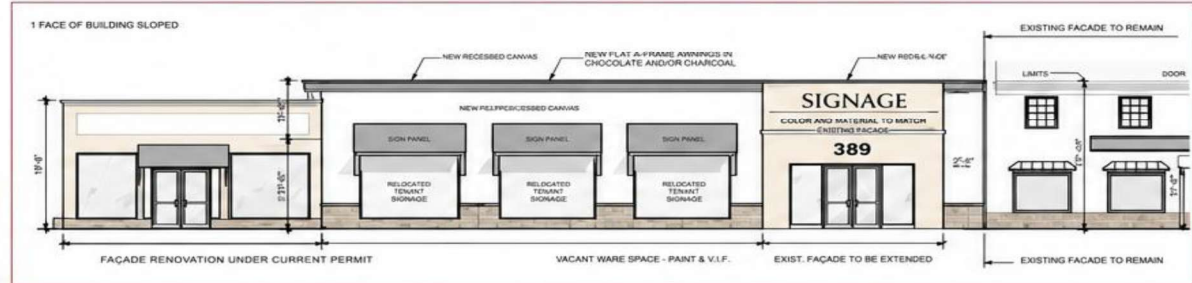 1 FACE OF BUILDING SLOPED
EXISTING FACADE TO REMAIN
NEW RECESSED CANVAS
NEW FLAT A-FRAME AWNINGS IN
CHOCOLATE AND/OR CHARCOAL
NEW
LIMITS
DOOR
NEW CANVAS
SIGNAGE
COLOR AND MATERIAL TO MATCH
EXISTING FACADE
389
SIGN PANEL
SIGN PANEL
SIGN PANEL
RELOCATED
TENANT
SIGNAGE
RELOCATED
TENANT
SIGNAGE
RELOCATED
TENANT
SIGNAGE
FAÇADE RENOVATION UNDER CURRENT PERMIT
VACANT WARE SPACE - PAINT & V.I.F.
EXIST. FAÇADE TO BE EXTENDED
EXISTING FACADE TO REMAIN